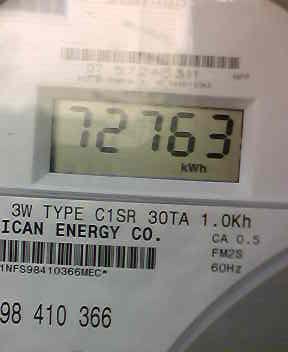 72763
kWh
3W TYPE C1SR 30TA 1.0Kh
ICAN ENERGY CO.
CA 0.5
FM2S
1NFS98410366MEC*
60Hz
98 410 366